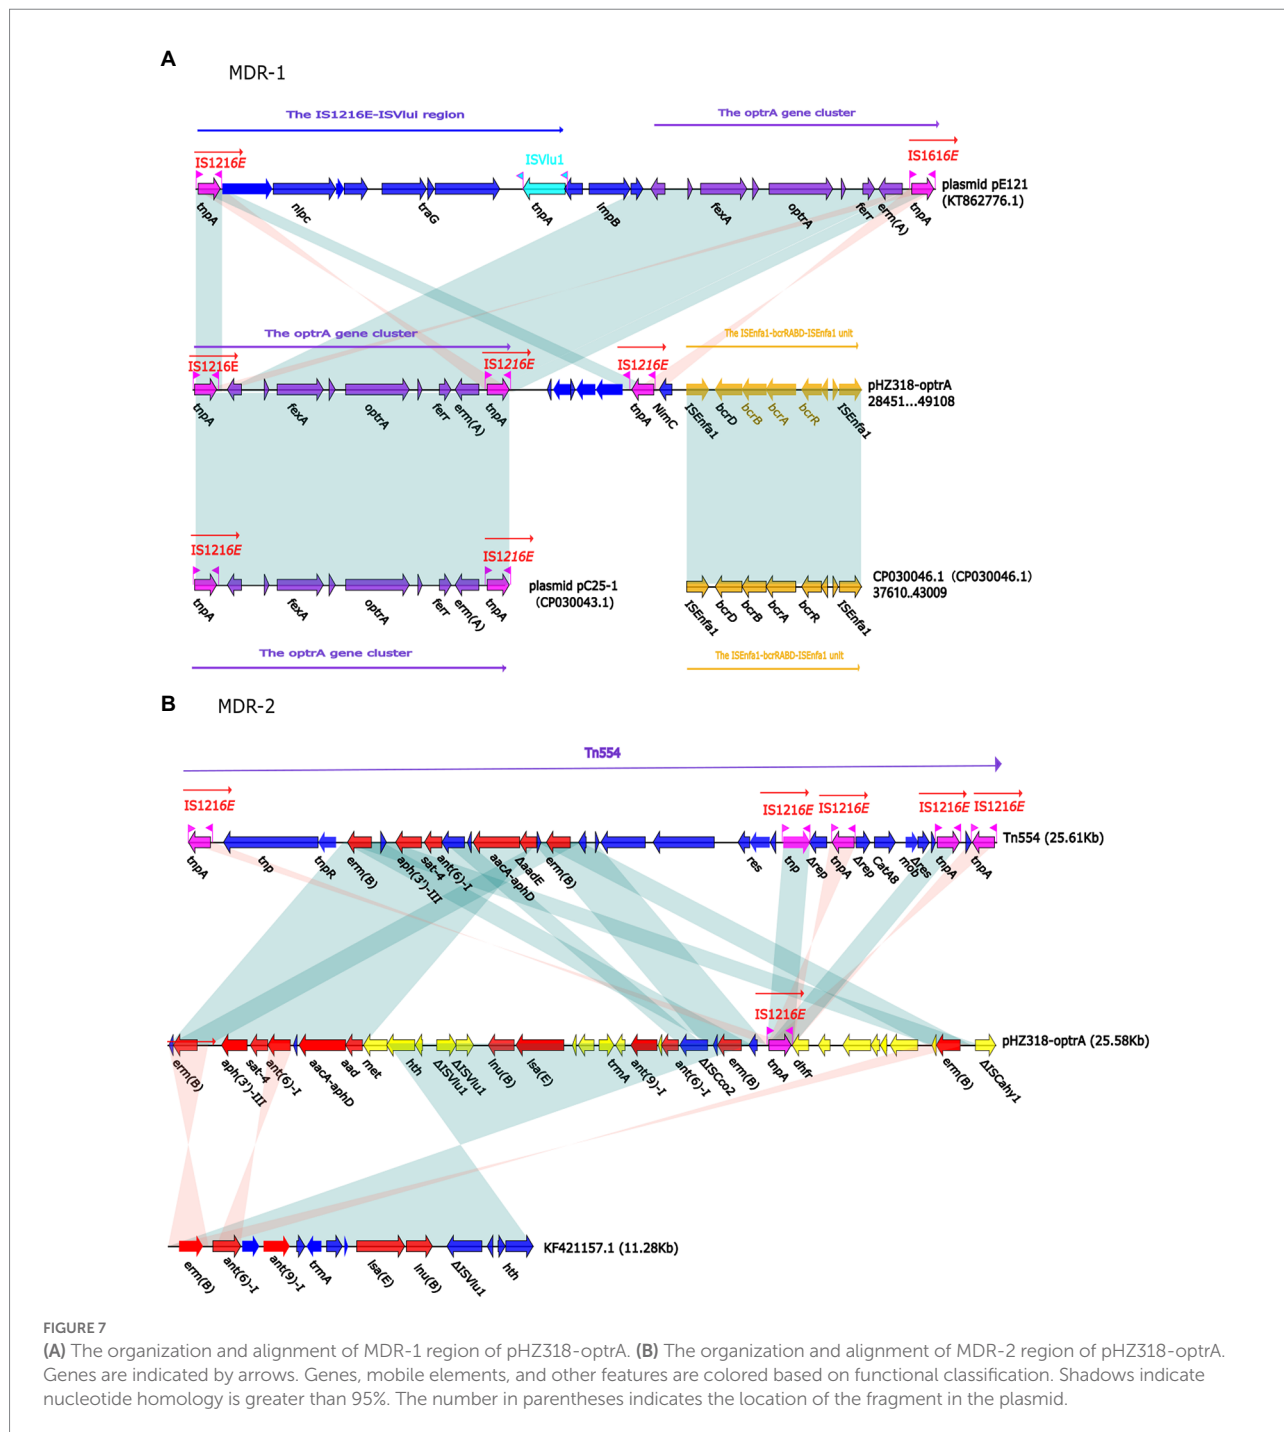 A
MDR-1
The IS1216E-ISVlul region
The optrA gene cluster
IS1216E
ISVlu1
IS1616E
plasmid pE121
(KT862776.1)
tnpA
nlpc
traG
tnpA
lmpB
fexA
optrA
ferr
erm(A)
tnpA
The optrA gene cluster
The ISEnfa1-bcrRABD-ISEnfa1 unit
IS1216E
IS1216E
IS1216E
pHZ318-optrA
28451...49108
tnpA
fexA
optrA
ferr
erm(A)
tnpA
tnpA
NimC
ISEnfa1
bcrD
bcrB
bcrA
bcrR
ISEnfa1
IS1216E
IS1216E
plasmid pC25-1
(CP030043.1)
CP030046.1 (CP030046.1)
37610..43009
tnpA
fexA
optrA
ferr
erm(A)
tnpA
ISEnfa1
bcrD
bcrB
bcrA
bcrR
ISEnfa1
The optrA gene cluster
The ISEnfa1-bcrRABD-ISEnfa1 unit
B
MDR-2
Tn554
IS1216E
IS1216E
IS1216E
IS1216E
IS1216E
Tn554 (25.61Kb)
tnpA
tnp
tnpR
erm(B)
aph(3')-III
sat-4
ant(6)-I
aacA-aphD
ΔaadE
erm(B)
res
tnp
Δrep
tnpA
Δrep
CatA8
mob
Δres
tnpA
tnpA
IS1216E
pHZ318-optrA (25.58Kb)
erm(B)
aph(3')-III
sat-4
ant(6)-I
aacA-aphD
aad
met
hth
ΔISVlu1
ΔISVlu1
lnu(B)
lsa(E)
trmA
ant(9)-I
ant(6)-I
ΔISCco2
erm(B)
tnpA
dhfr
erm(B)
ΔISCahy1
KF421157.1 (11.28Kb)
erm(B)
ant(6)-I
ant(9)-I
trmA
lsa(E)
lnu(B)
ΔISVlu1
hth
FIGURE 7
(A) The organization and alignment of MDR-1 region of pHZ318-optrA. (B) The organization and alignment of MDR-2 region of pHZ318-optrA.
Genes are indicated by arrows. Genes, mobile elements, and other features are colored based on functional classification. Shadows indicate
nucleotide homology is greater than 95%. The number in parentheses indicates the location of the fragment in the plasmid.